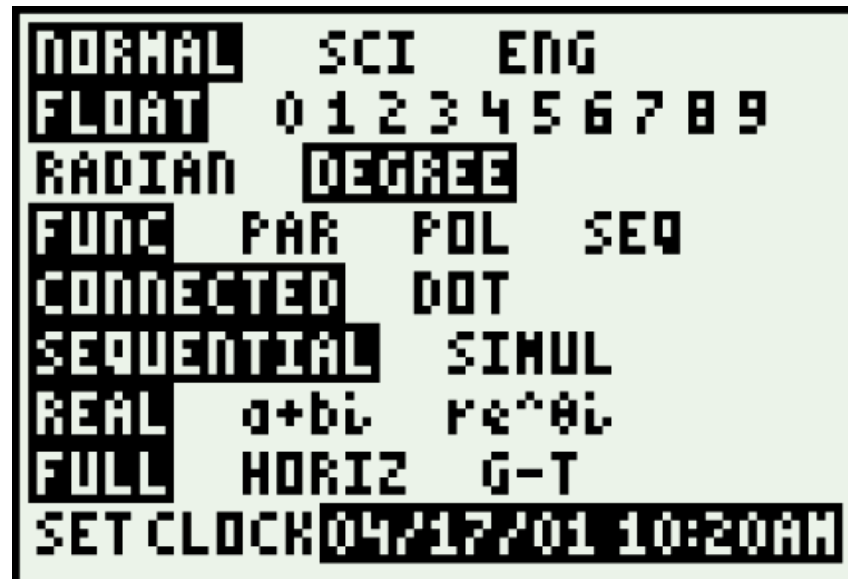 NORMAL SCI ENG
FLOAT 0 1 2 3 4 5 6 7 8 9
RADIAN DEGREE
FUNC PAR POL SEQ
CONNECTED DOT
SEQUENTIAL SIMUL
REAL a+bi re^θi
FULL HORIZ G-T
SET CLOCK 04/17/01 10:20AM